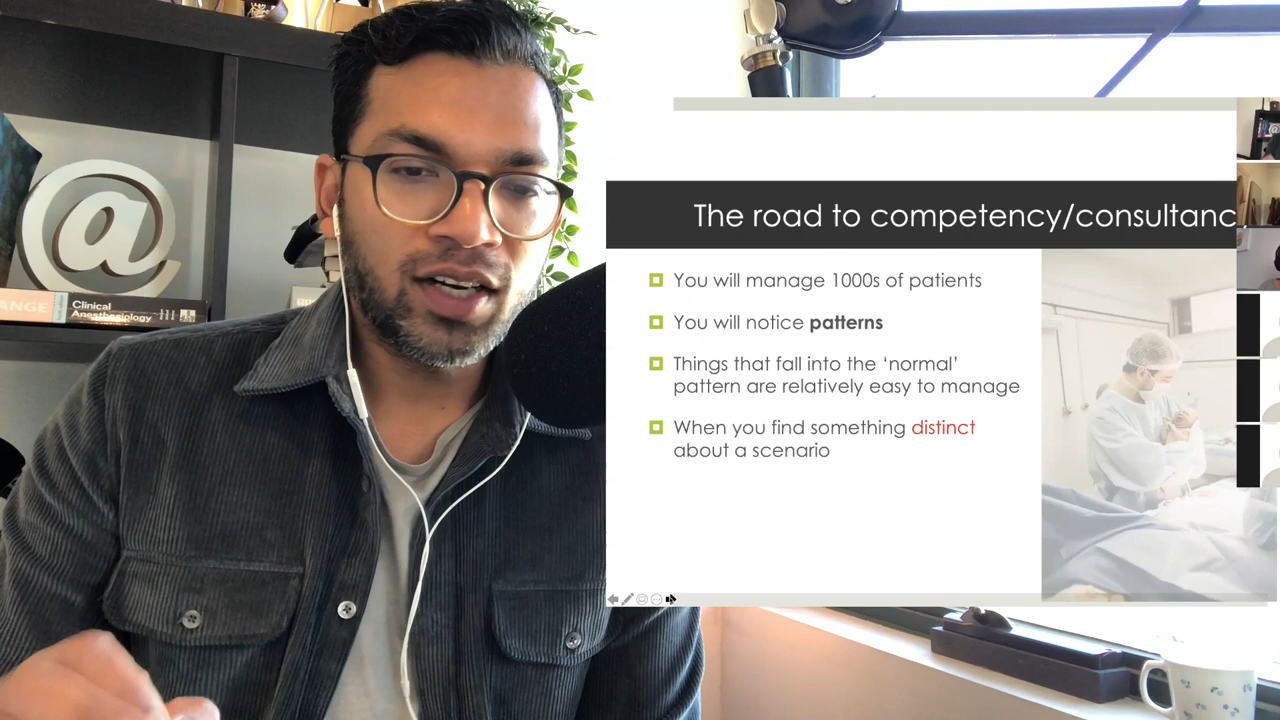 @
ANGE
Clinical
Anesthesiology
The road to competency/consultanc
You will manage 1000s of patients
You will notice patterns
Things that fall into the ‘normal’
pattern are relatively easy to manage
When you find something distinct
about a scenario